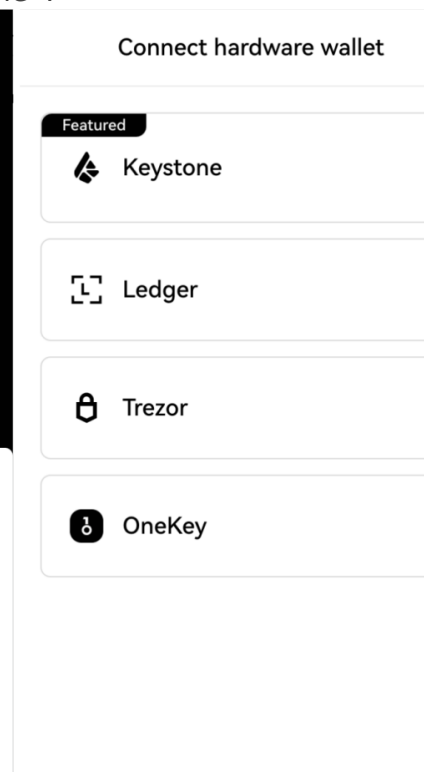 Connect hardware wallet
Featured
Keystone
Ledger
Trezor
OneKey